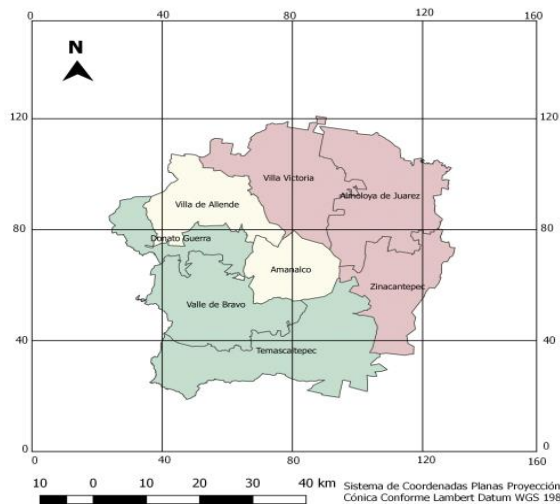 0 40 80 120 160
N
120 120
Villa Victoria
Almoloya de Juarez
Villa de Allende
80 80
Donato Guerra
Amanalco
Zinacantepec
Valle de Bravo
40 40
Temascaltepec
0 0
0 40 80 120 160
10 0 10 20 30 40 km
Sistema de Coordenadas Planas Proyección
Cónica Conforme Lambert Datum WGS 198